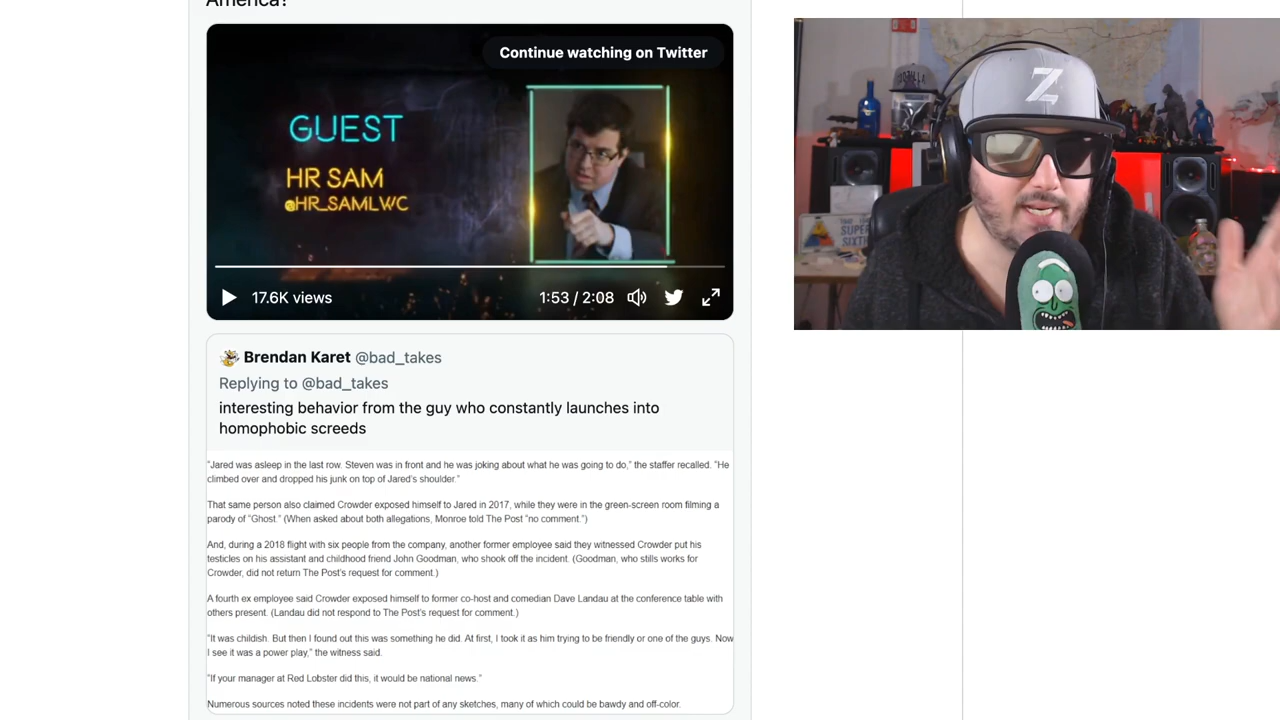 America?
Continue watching on Twitter
GUEST
HR SAM
@HR_SAMLWC
17.6K views
1:53 / 2:08
Brendan Karet @bad_takes
Replying to @bad_takes
interesting behavior from the guy who constantly launches into
homophobic screeds
"Jared was asleep in the last row. Steven was in front and he was joking about what he was going to do," the staffer recalled. "He
climbed over and dropped his junk on top of Jared's shoulder."
That same person also claimed Crowder exposed himself to Jared in 2017, while they were in the green-screen room filming a
parody of "Ghost." (When asked about both allegations, Monroe told The Post "no comment.")
And, during a 2018 flight with six people from the company, another former employee said they witnessed Crowder put his
testicles on his assistant and childhood friend John Goodman, who shook off the incident. (Goodman, who stills works for
Crowder, did not return The Post's request for comment.)
A fourth ex employee said Crowder exposed himself to former co-host and comedian Dave Landau at the conference table with
others present. (Landau did not respond to The Post's request for comment.)
"It was childish. But then I found out this was something he did. At first, I took it as him trying to be friendly or one of the guys. Now
I see it was a power play," the witness said.
"If your manager at Red Lobster did this, it would be national news."
Numerous sources noted these incidents were not part of any sketches, many of which could be bawdy and off-color.
Z
SUPER
SIXTH